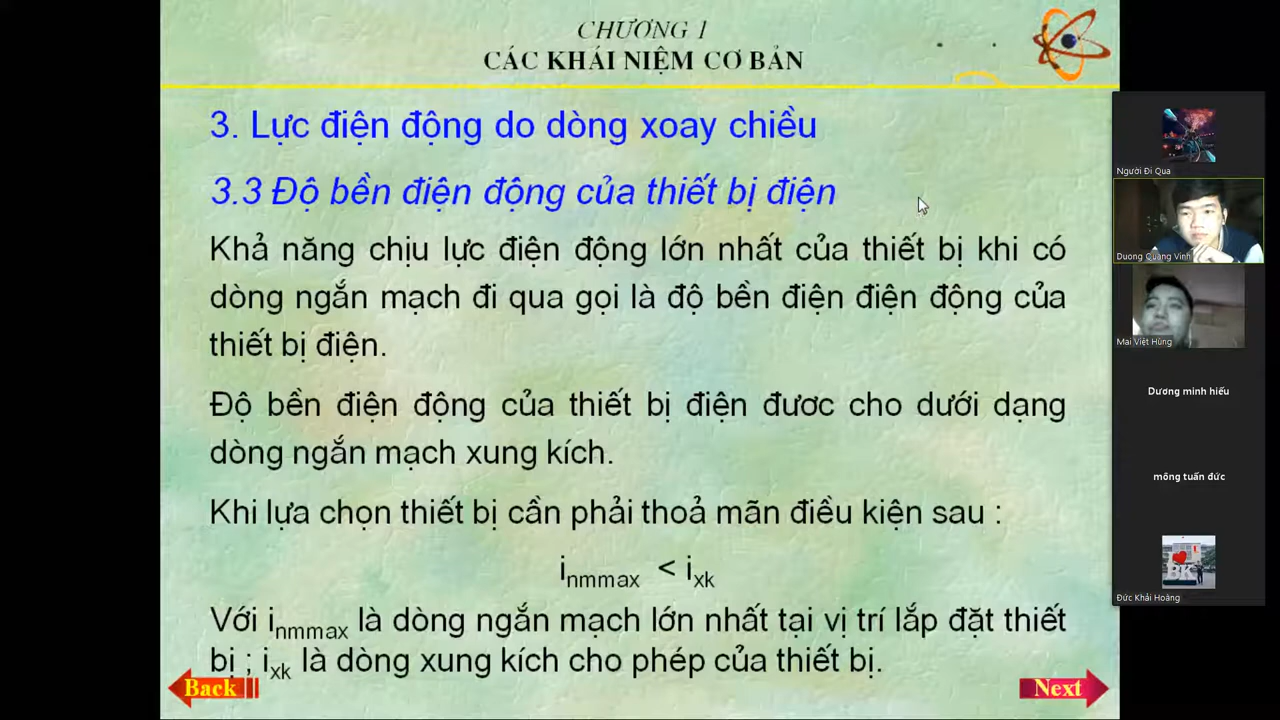 CHƯƠNG 1
CÁC KHÁI NIỆM CƠ BẢN
3. Lực điện động do dòng xoay chiều
3.3 Độ bền điện động của thiết bị điện
Khả năng chịu lực điện động lớn nhất của thiết bị khi có
dòng ngắn mạch đi qua gọi là độ bền điện điện động của
thiết bị điện.
Độ bền điện động của thiết bị điện đươc cho dưới dạng
dòng ngắn mạch xung kích.
Khi lựa chọn thiết bị cần phải thoả mãn điều kiện sau :
inmmax < ixk
Với inmmax là dòng ngắn mạch lớn nhất tại vị trí lắp đặt thiết
bị ; ixk là dòng xung kích cho phép của thiết bị.
Back
Next
Người Đi Qua
Duong Quang Vinh
Mai Việt Hùng
Dương minh hiếu
mông tuấn đức
BK
Đức Khải Hoàng